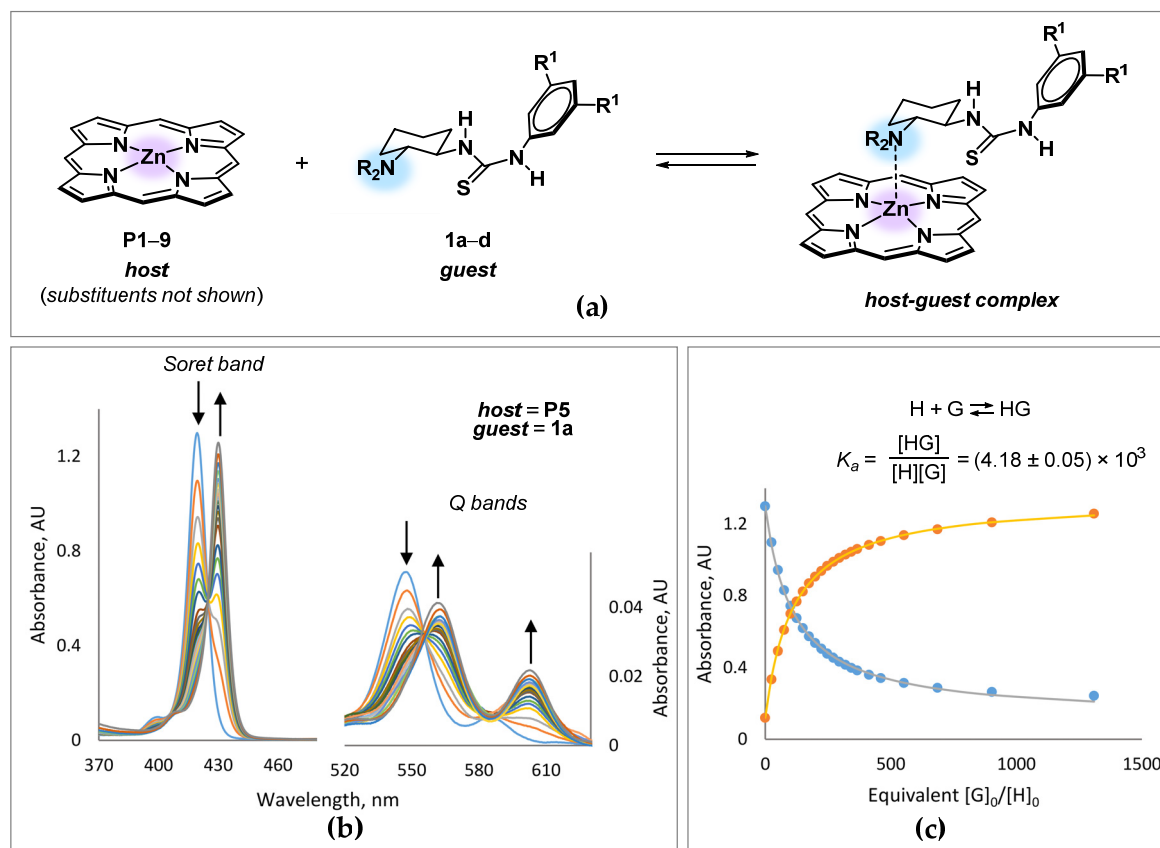 Zn
N
N
N
N
P1–9
host
(substituents not shown)
+
R¹
R¹
H
N
R₂N
S
N
H
1a–d
guest
R¹
R¹
H
N
R₂N
S
N
H
N
N
Zn
N
N
host-guest complex
(a)
Soret band
host = P5
guest = 1a
Q bands
Absorbance, AU
1.2
0.8
0.4
0
370
400
430
460
520
550
580
610
0.04
0.02
0
Absorbance, AU
Wavelength, nm
(b)
H + G ⇌ HG
Kₐ = [HG] / [H][G] = (4.18 ± 0.05) × 10³
Absorbance, AU
1.2
0.8
0.4
0
0
500
1000
1500
Equivalent [G]₀/[H]₀
(c)